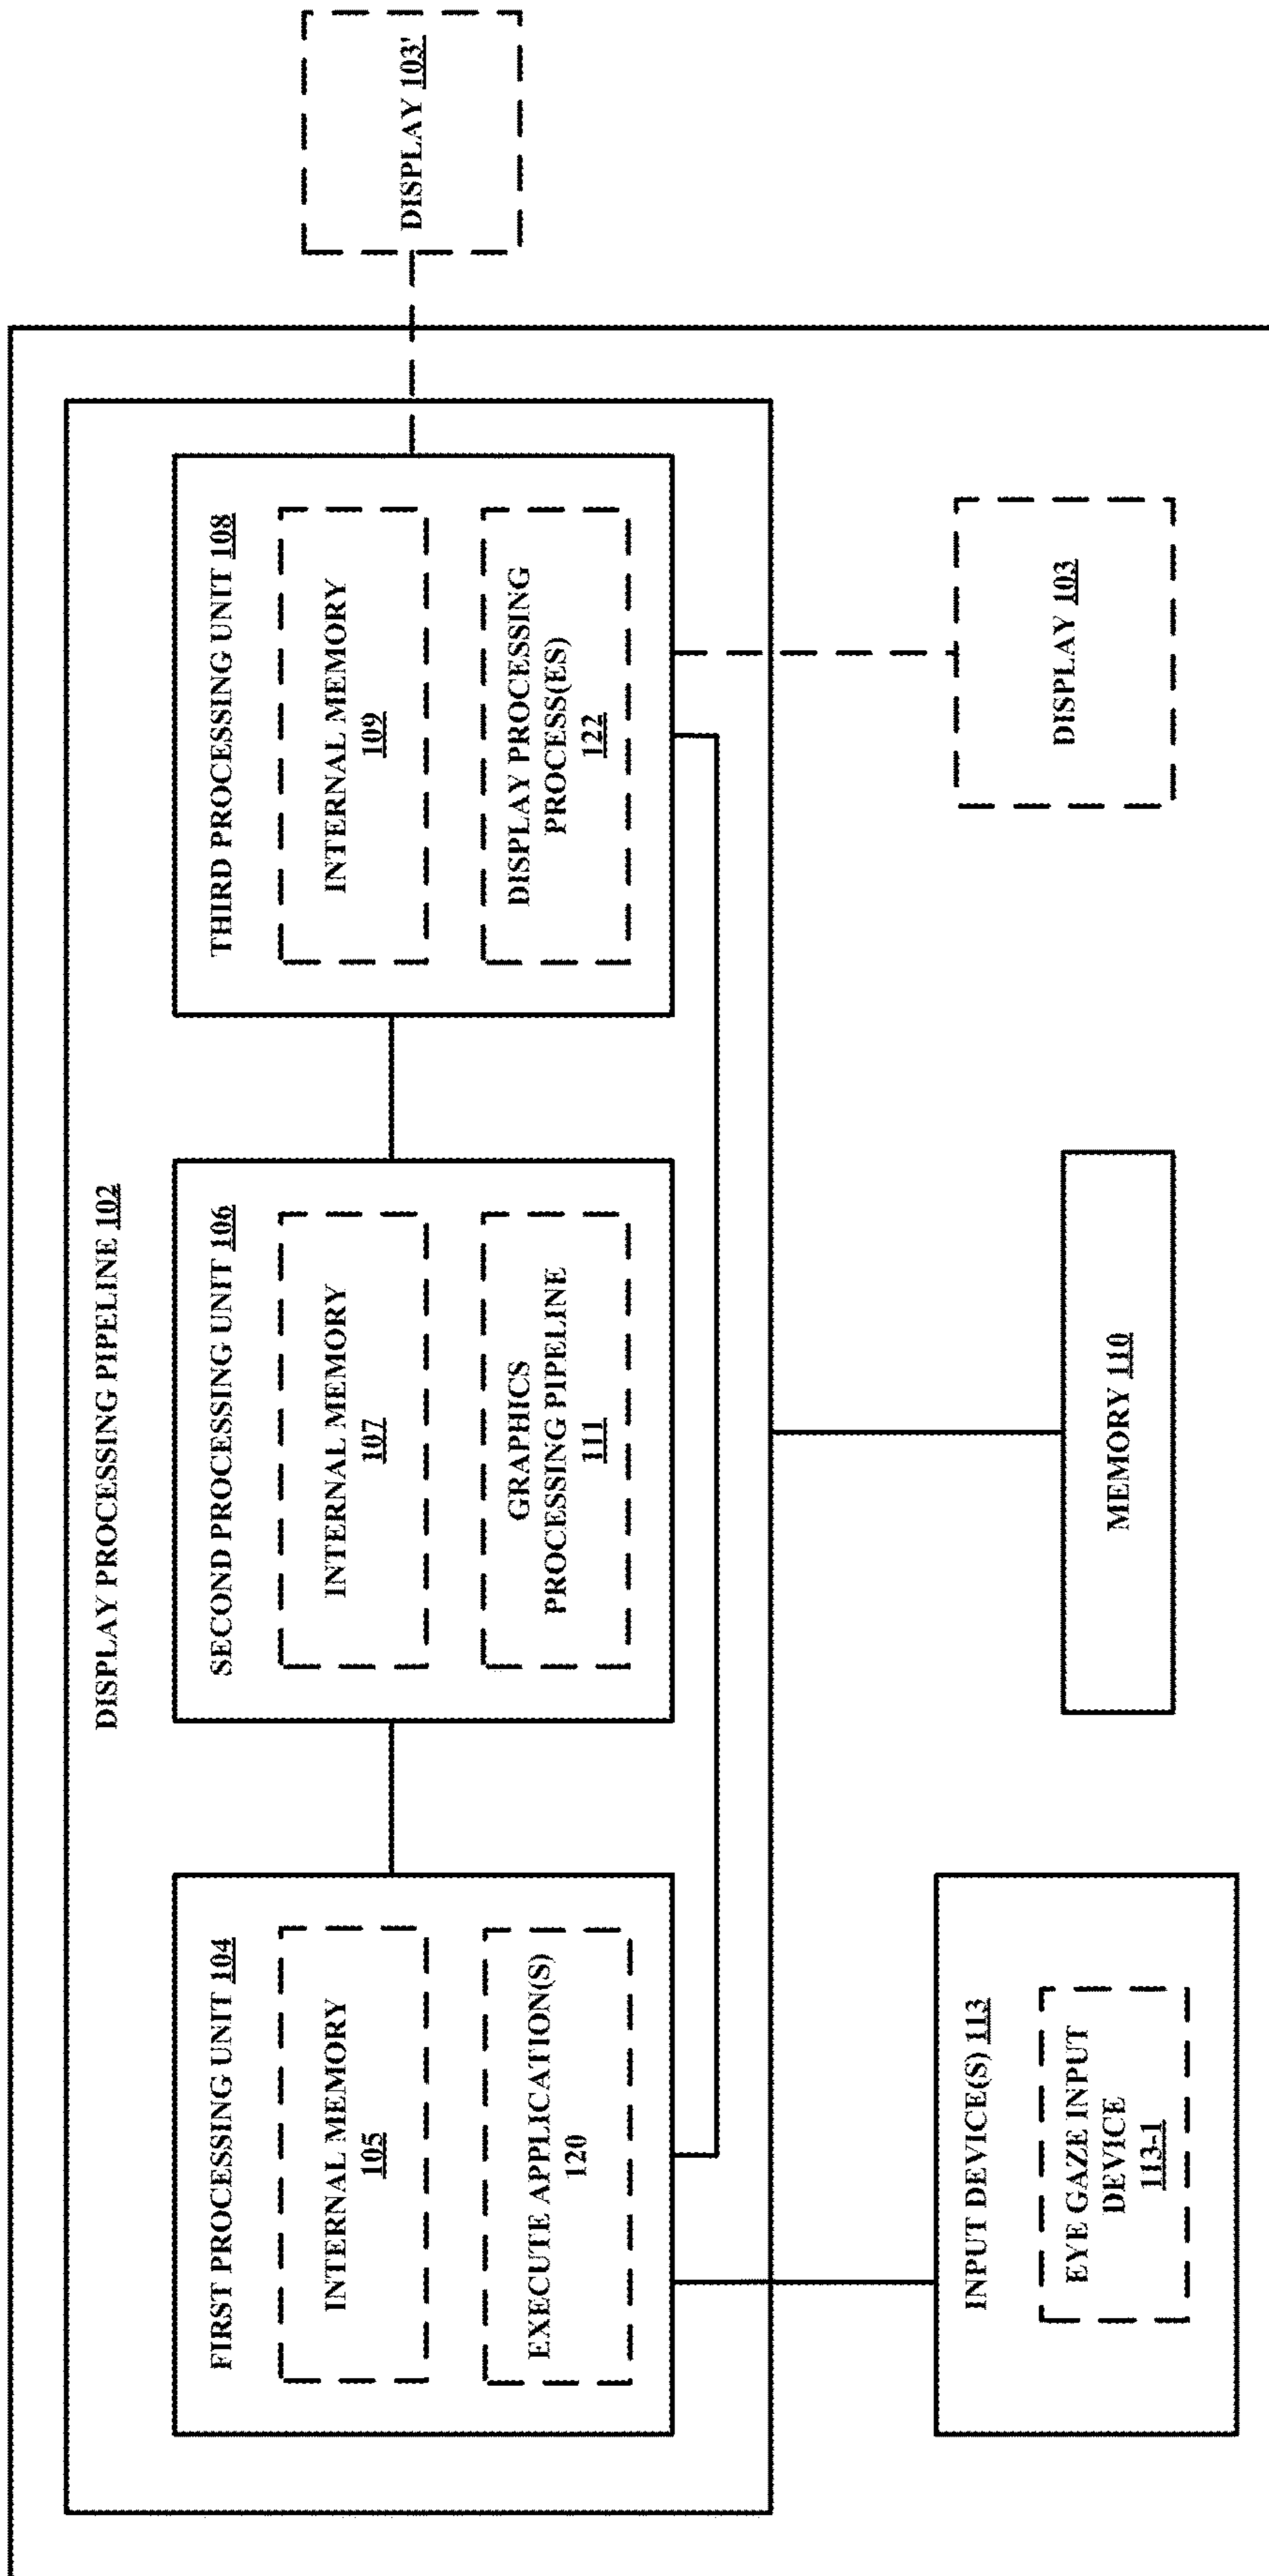 DISPLAY PROCESSING PIPELINE 102
FIRST PROCESSING UNIT 104
INTERNAL MEMORY
105
EXECUTE APPLICATION(S)
120
SECOND PROCESSING UNIT 106
INTERNAL MEMORY
107
GRAPHICS
PROCESSING PIPELINE
111
THIRD PROCESSING UNIT 108
INTERNAL MEMORY
109
DISPLAY PROCESSING
PROCESS(ES)
122
DISPLAY 103'
INPUT DEVICE(S) 113
EYE GAZE INPUT
DEVICE
113-1
MEMORY 110
DISPLAY 103